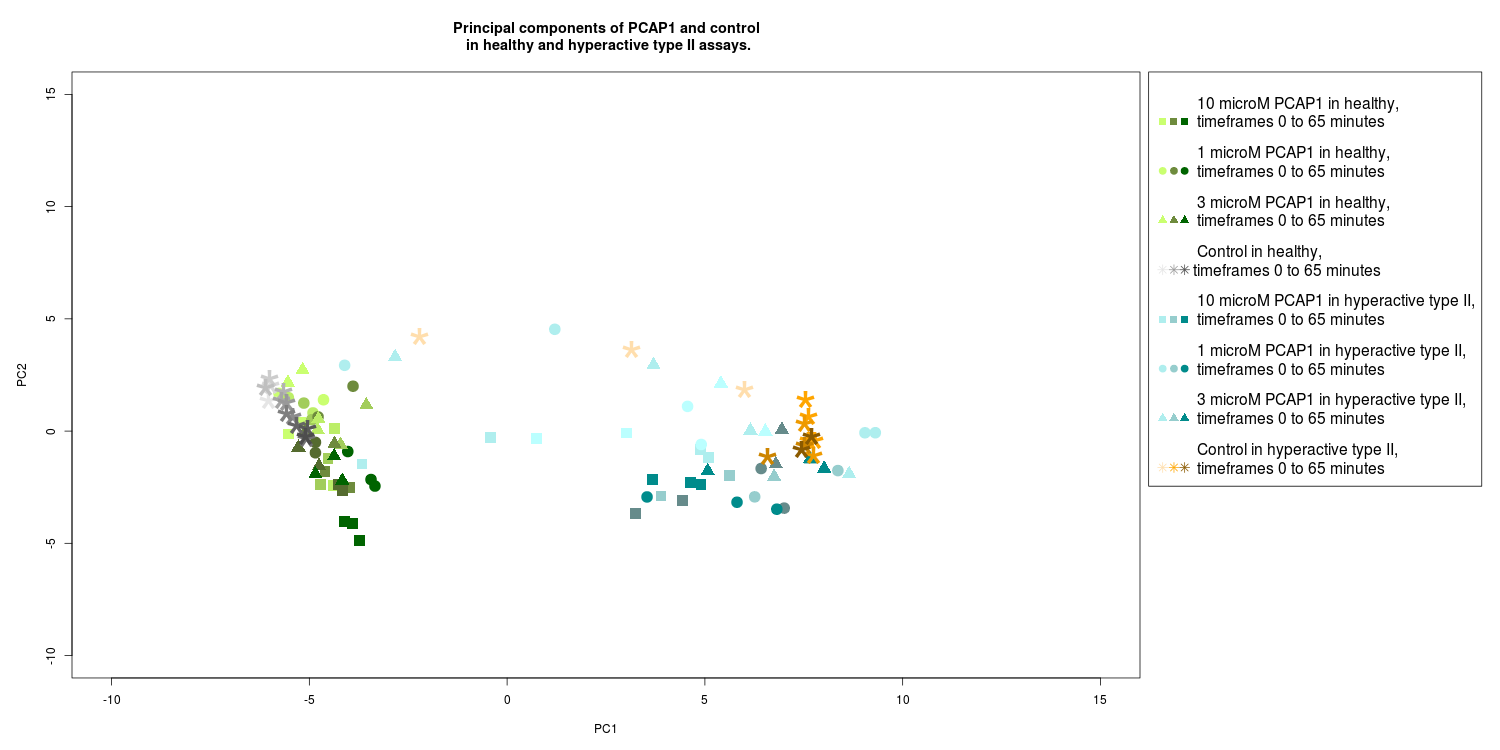 Principal components of PCAP1 and control
in healthy and hyperactive type II assays.
15
10
5
0
-5
-10
PC2
-10
-5
0
5
10
15
PC1
10 microM PCAP1 in healthy,
timeframes 0 to 65 minutes
1 microM PCAP1 in healthy,
timeframes 0 to 65 minutes
3 microM PCAP1 in healthy,
timeframes 0 to 65 minutes
Control in healthy,
timeframes 0 to 65 minutes
10 microM PCAP1 in hyperactive type II,
timeframes 0 to 65 minutes
1 microM PCAP1 in hyperactive type II,
timeframes 0 to 65 minutes
3 microM PCAP1 in hyperactive type II,
timeframes 0 to 65 minutes
Control in hyperactive type II,
timeframes 0 to 65 minutes